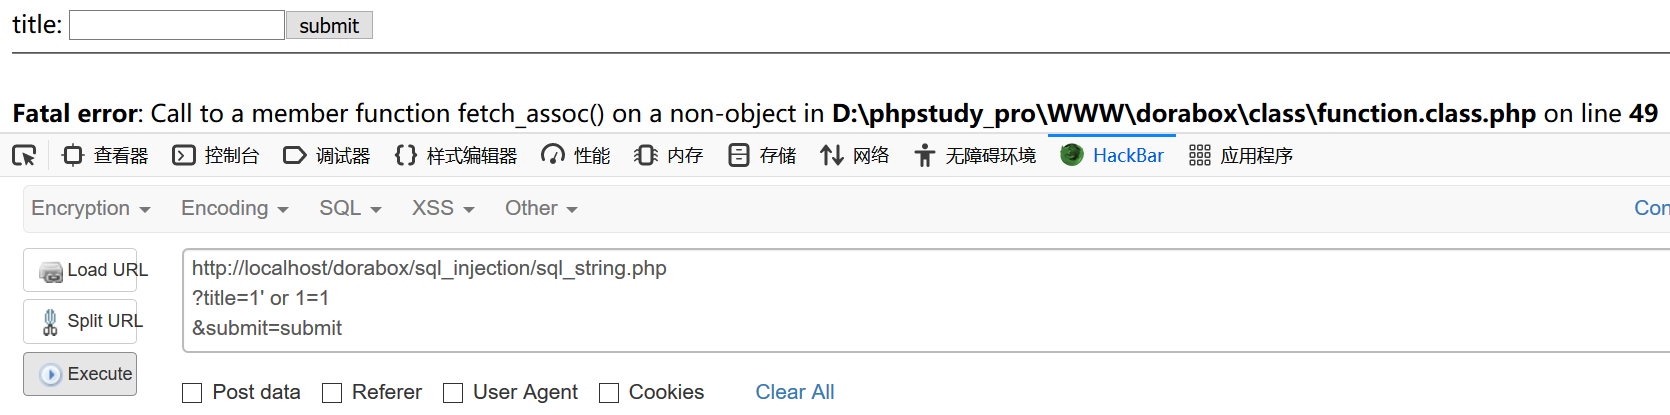 title: submit
Fatal error: Call to a member function fetch_assoc() on a non-object in D:\phpstudy_pro\WWW\dorabox\class\function.class.php on line 49
查看器 控制台 调试器 样式编辑器 性能 内存 存储 网络 无障碍环境 HackBar 应用程序
Encryption Encoding SQL XSS Other Con
Load URL
Split URL
Execute
http://localhost/dorabox/sql_injection/sql_string.php
?title=1' or 1=1
&submit=submit
Post data Referer User Agent Cookies Clear All